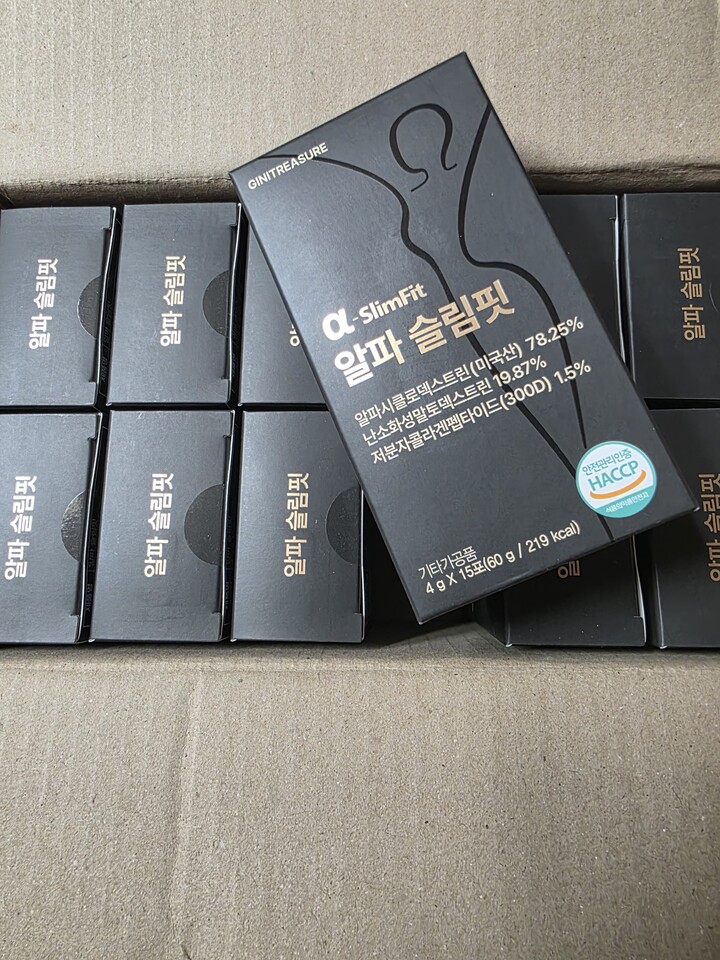 GINITREASURE
α-SlimFit
알파 슬림핏
알파시클로덱스트린(미국산) 78.25%
난소화성말토덱스트린 19.87%
저분자콜라겐펩타이드(300D) 1.5%
안전관리인증
HACCP
식품의약품안전처
기타가공품
4 g X 15포(60 g / 219 kcal)
알파 슬림핏
알파 슬림핏
알파 슬림핏
알파 슬림핏
알파 슬림핏
알파 슬림핏